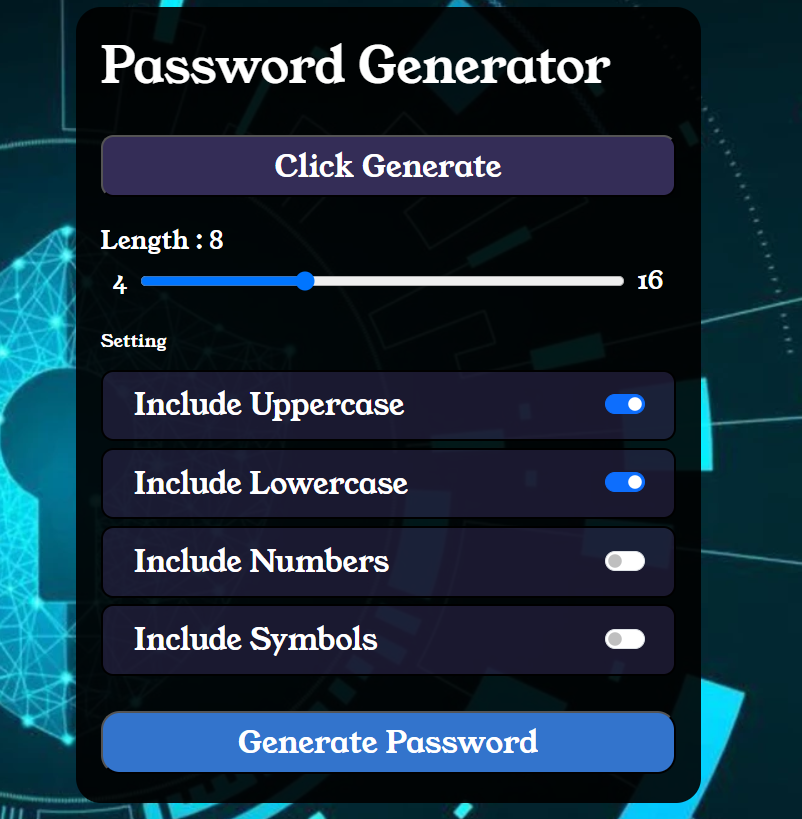 Password Generator
Click Generate
Length : 8
4 16
Setting
Include Uppercase
Include Lowercase
Include Numbers
Include Symbols
Generate Password